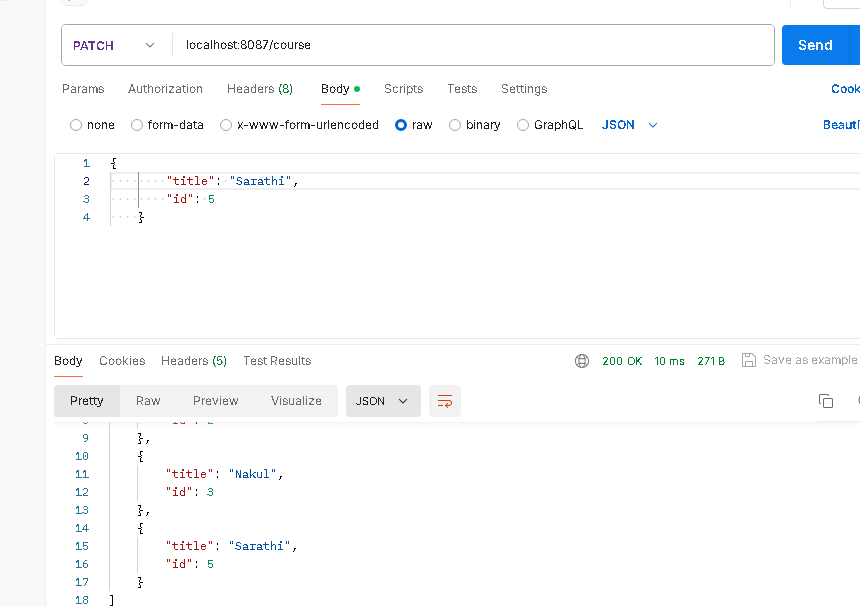 PATCH localhost:8087/course Send
Params Authorization Headers (8) Body Scripts Tests Settings Cook
none form-data x-www-form-urlencoded raw binary GraphQL JSON Beauti
1 {
2 "title": "Sarathi",
3 "id": 5
4 }
Body Cookies Headers (5) Test Results 200 OK 10 ms 271 B Save as example
Pretty Raw Preview Visualize JSON
9 },
10 {
11 "title": "Nakul",
12 "id": 3
13 },
14 {
15 "title": "Sarathi",
16 "id": 5
17 }
18 ]